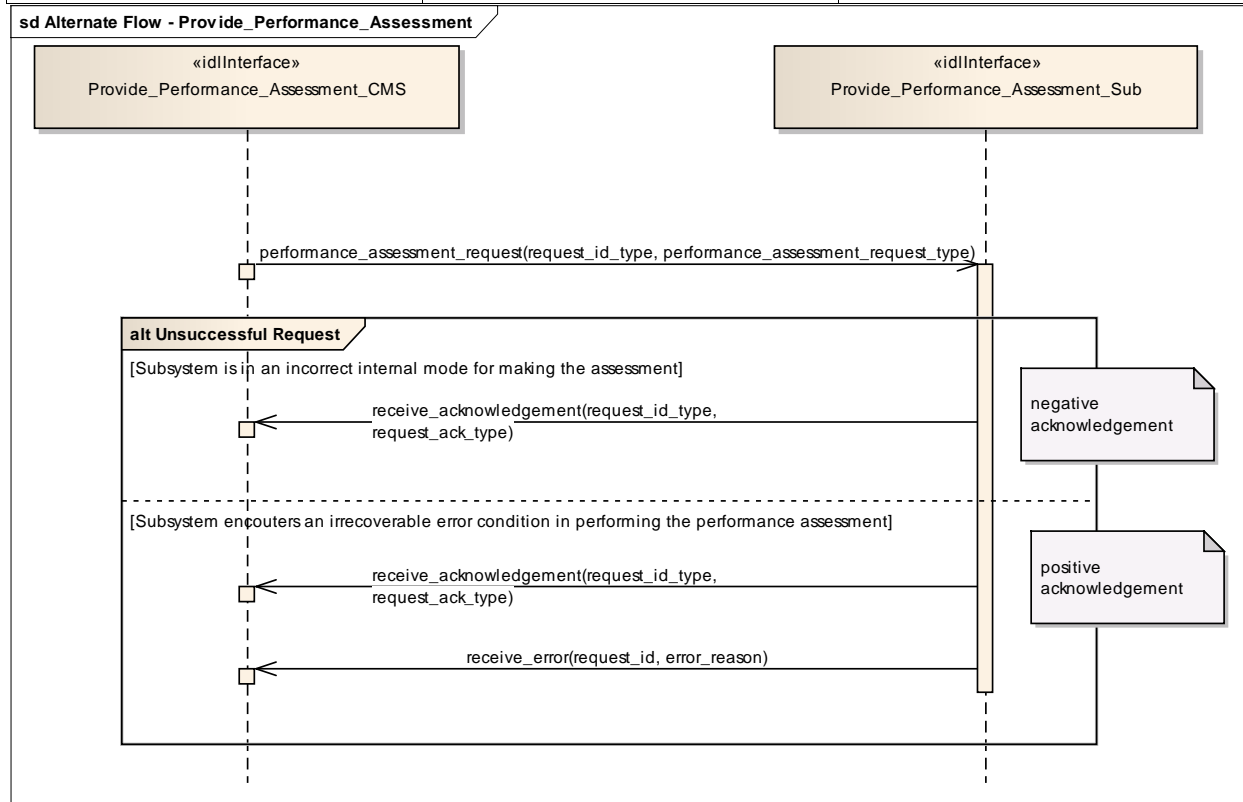 sd Alternate Flow - Provide_Performance_Assessment
«idlInterface»
Provide_Performance_Assessment_CMS
«idlInterface»
Provide_Performance_Assessment_Sub
performance_assessment_request(request_id_type, performance_assessment_request_type)
alt Unsuccessful Request
[Subsystem is in an incorrect internal mode for making the assessment]
receive_acknowledgement(request_id_type,
request_ack_type)
negative
acknowledgement
[Subsystem encouters an irrecoverable error condition in performing the performance assessment]
receive_acknowledgement(request_id_type,
request_ack_type)
positive
acknowledgement
receive_error(request_id, error_reason)